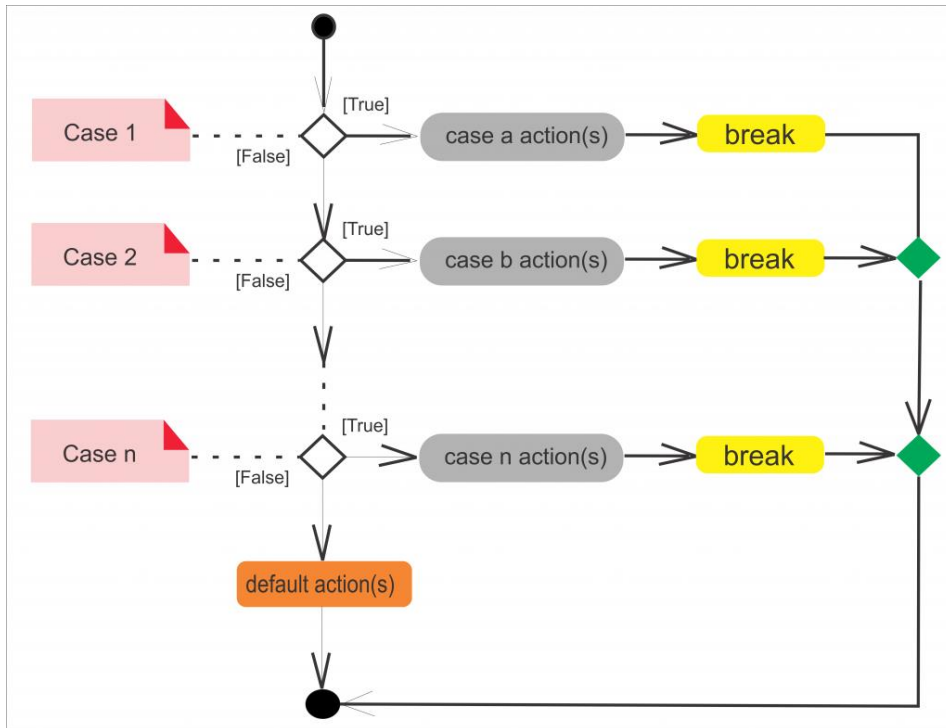 [True]
Case 1
case a action(s)
break
[False]
[True]
Case 2
case b action(s)
break
[False]
[True]
Case n
case n action(s)
break
[False]
default action(s)